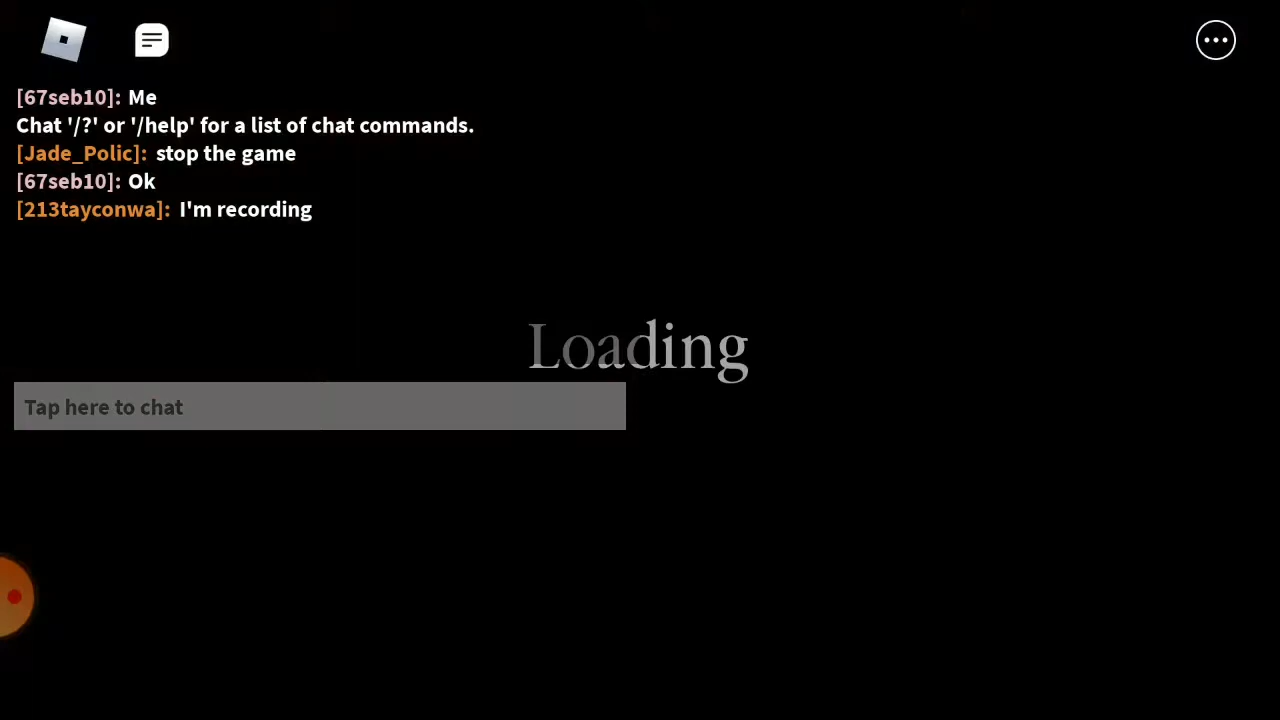 [67seb10]: Me
Chat '/?' or '/help' for a list of chat commands.
[Jade_Polic]: stop the game
[67seb10]: Ok
[213tayconwa]: I'm recording
Loading
Tap here to chat